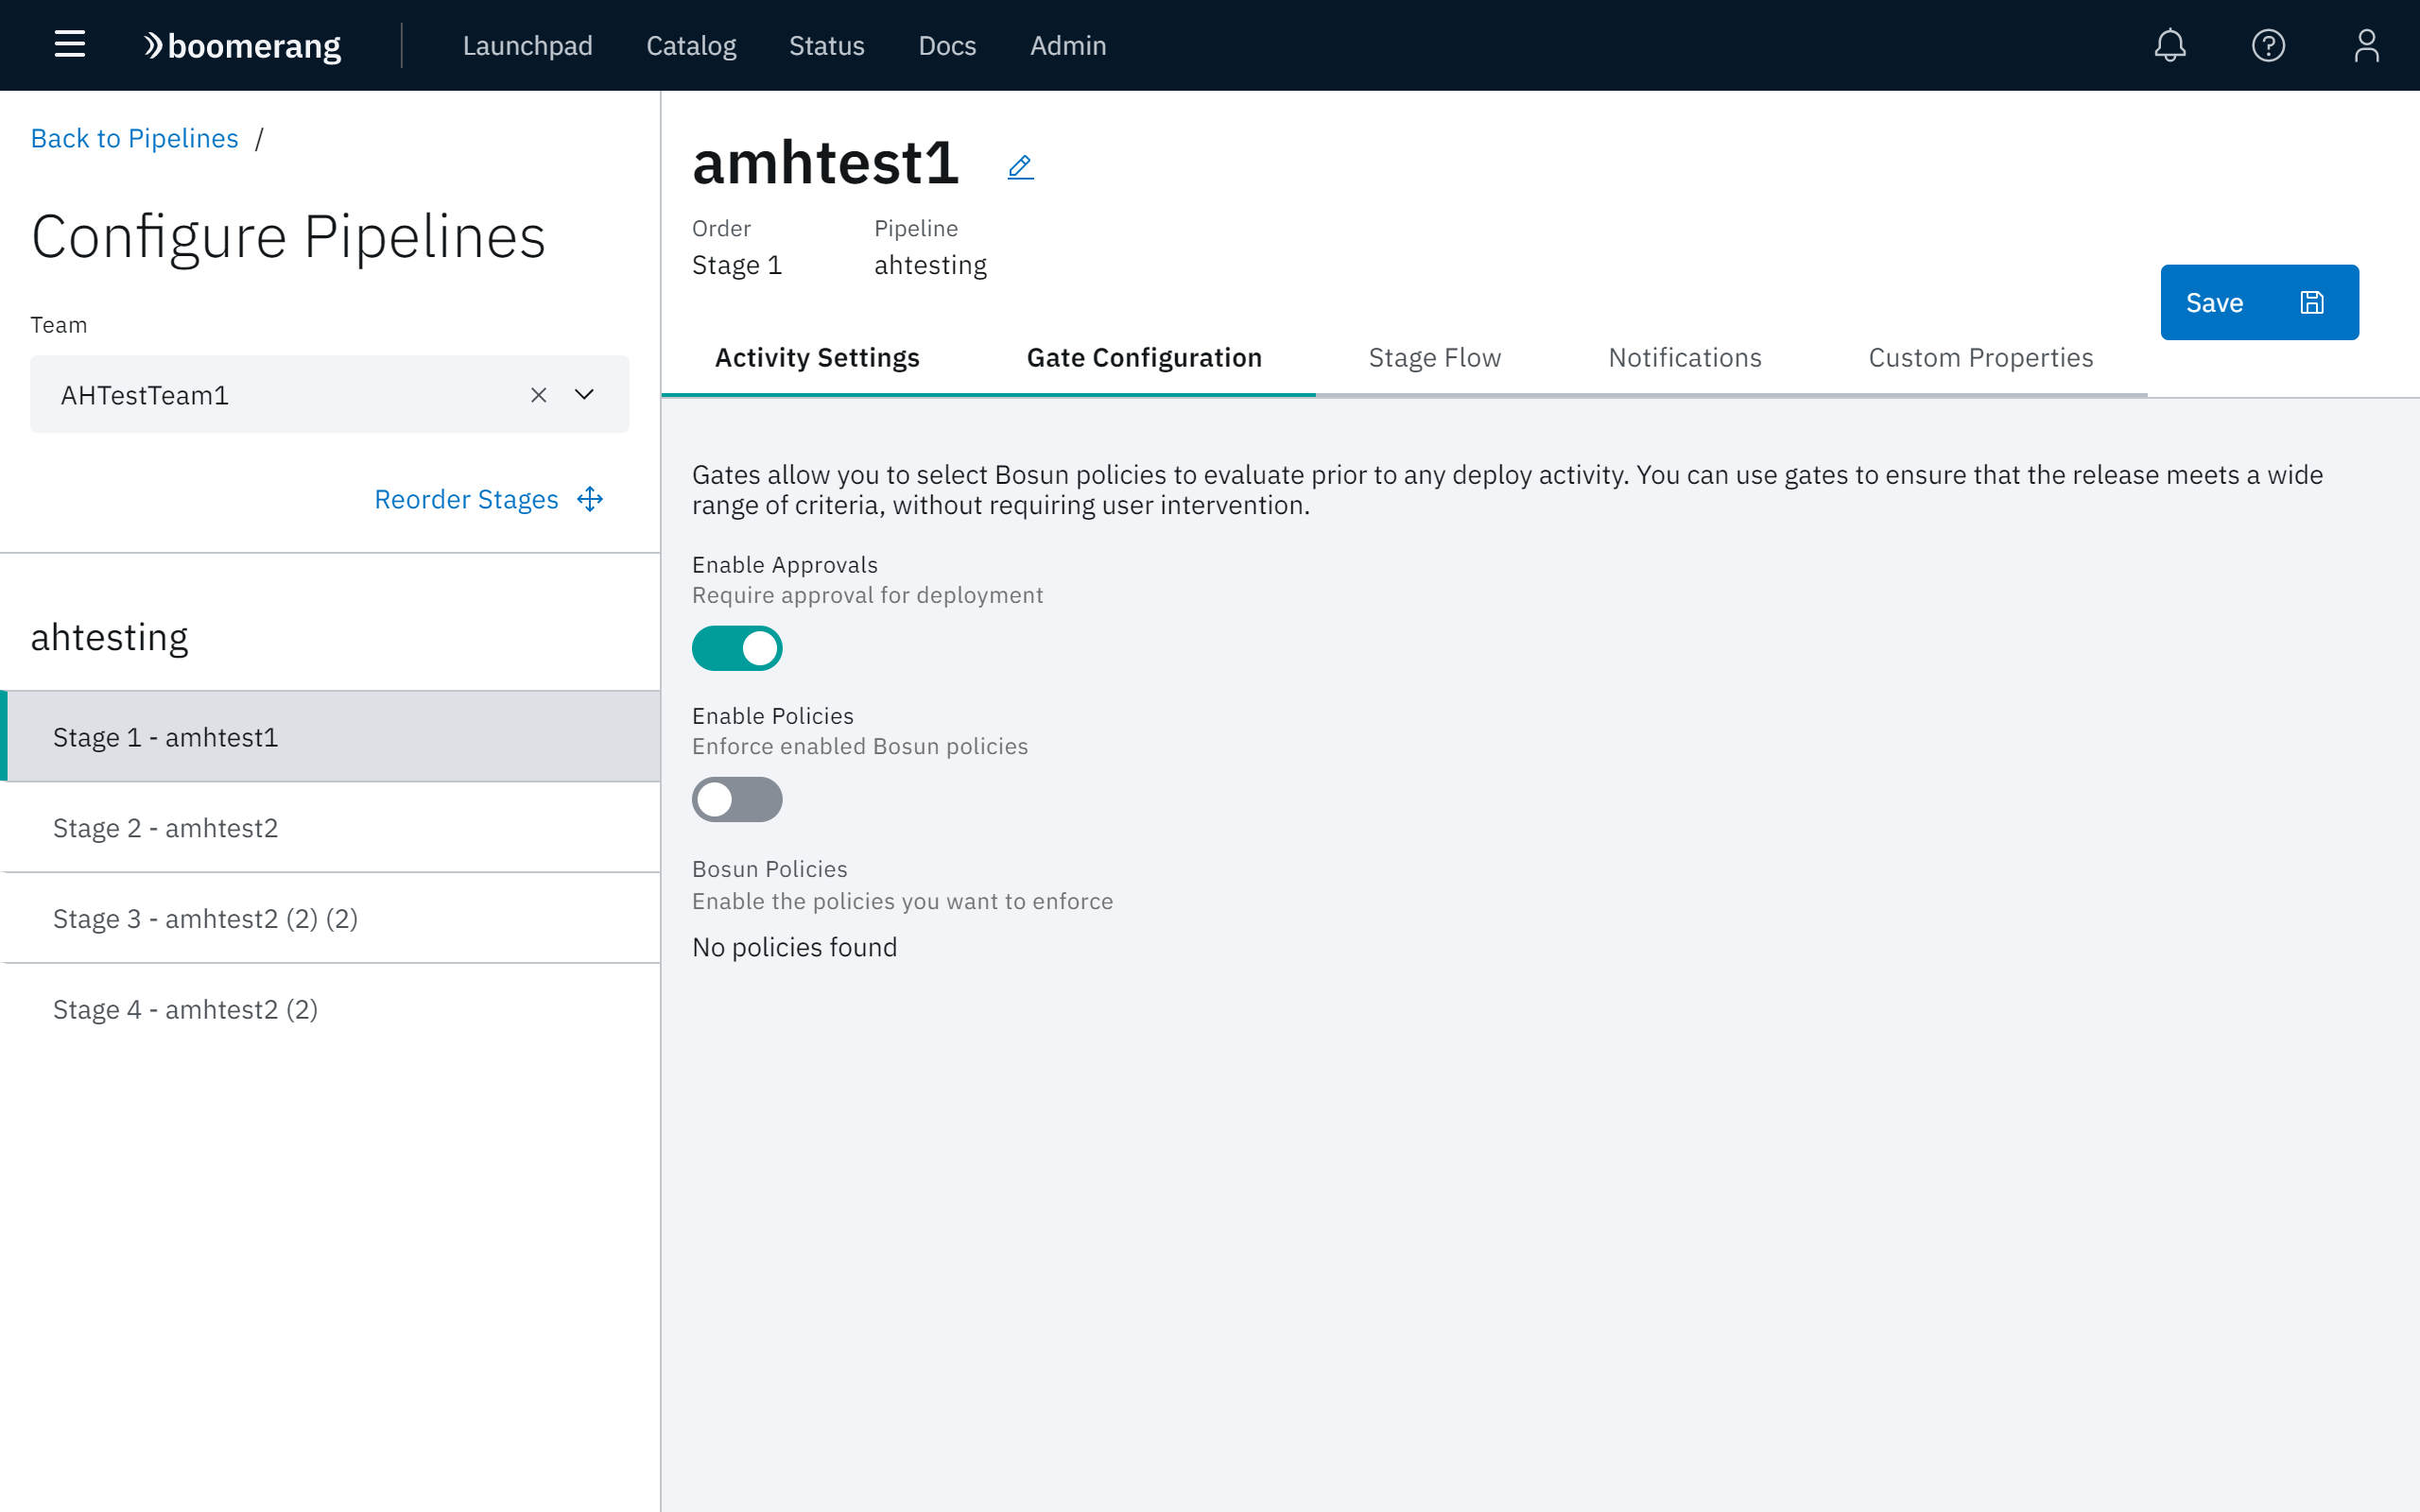 boomerang
Launchpad
Catalog
Status
Docs
Admin
Back to Pipelines /
Configure Pipelines
Team
AHTestTeam1
Reorder Stages
ahtesting
Stage 1 - amhtest1
Stage 2 - amhtest2
Stage 3 - amhtest2 (2) (2)
Stage 4 - amhtest2 (2)
amhtest1
Order
Stage 1
Pipeline
ahtesting
Save
Activity Settings
Gate Configuration
Stage Flow
Notifications
Custom Properties
Gates allow you to select Bosun policies to evaluate prior to any deploy activity. You can use gates to ensure that the release meets a wide
range of criteria, without requiring user intervention.
Enable Approvals
Require approval for deployment
Enable Policies
Enforce enabled Bosun policies
Bosun Policies
Enable the policies you want to enforce
No policies found